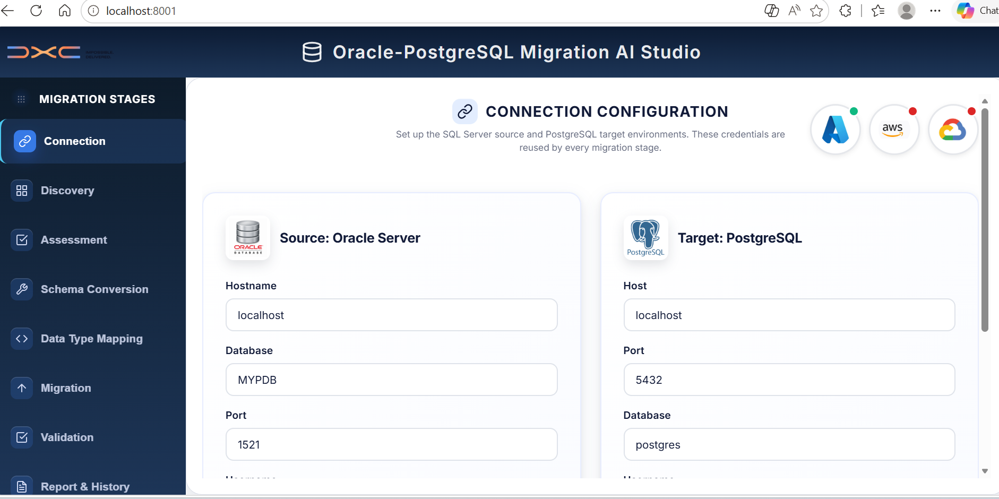 localhost:8001
Chat
DXC
IMPOSSIBLE.
DELIVERED.
Oracle-PostgreSQL Migration AI Studio
MIGRATION STAGES
Connection
Discovery
Assessment
Schema Conversion
Data Type Mapping
Migration
Validation
Report & History
CONNECTION CONFIGURATION
Set up the SQL Server source and PostgreSQL target environments. These credentials are
reused by every migration stage.
aws
ORACLE
DATABASE
Source: Oracle Server
Hostname
localhost
Database
MYPDB
Port
1521
PostgreSQL
Target: PostgreSQL
Host
localhost
Port
5432
Database
postgres